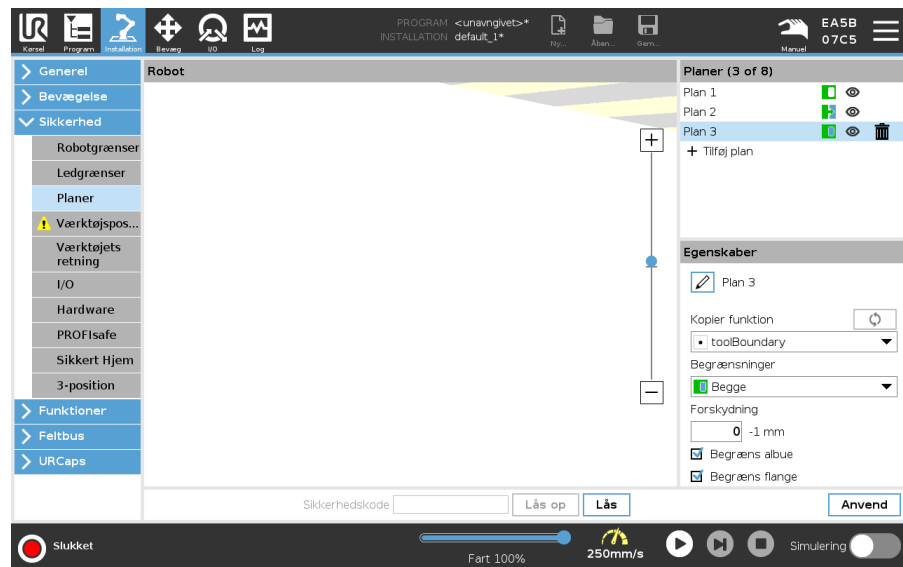 PROGRAM <unavngivet>*
INSTALLATION default_1*
Kørsel
Program
Installation
Bevæg
I/O
Log
Ny...
Åben...
Gem...
Manuel
EA5B
07C5
Generel
Bevægelse
Sikkerhed
Robotgrænser
Ledgrænser
Planer
Værktøjspos...
Værktøjets
retning
I/O
Hardware
PROFIsafe
Sikkert Hjem
3-position
Funktioner
Feltbus
URCaps
Robot
Planer (3 of 8)
Plan 1
Plan 2
Plan 3
Tilføj plan
Egenskaber
Plan 3
Kopier funktion
toolBoundary
Begrænsninger
Begge
Forskydning
0 -1 mm
Begræns albue
Begræns flange
Sikkerhedskode
Lås op
Lås
Anvend
Slukket
Fart 100%
250mm/s
Simulering